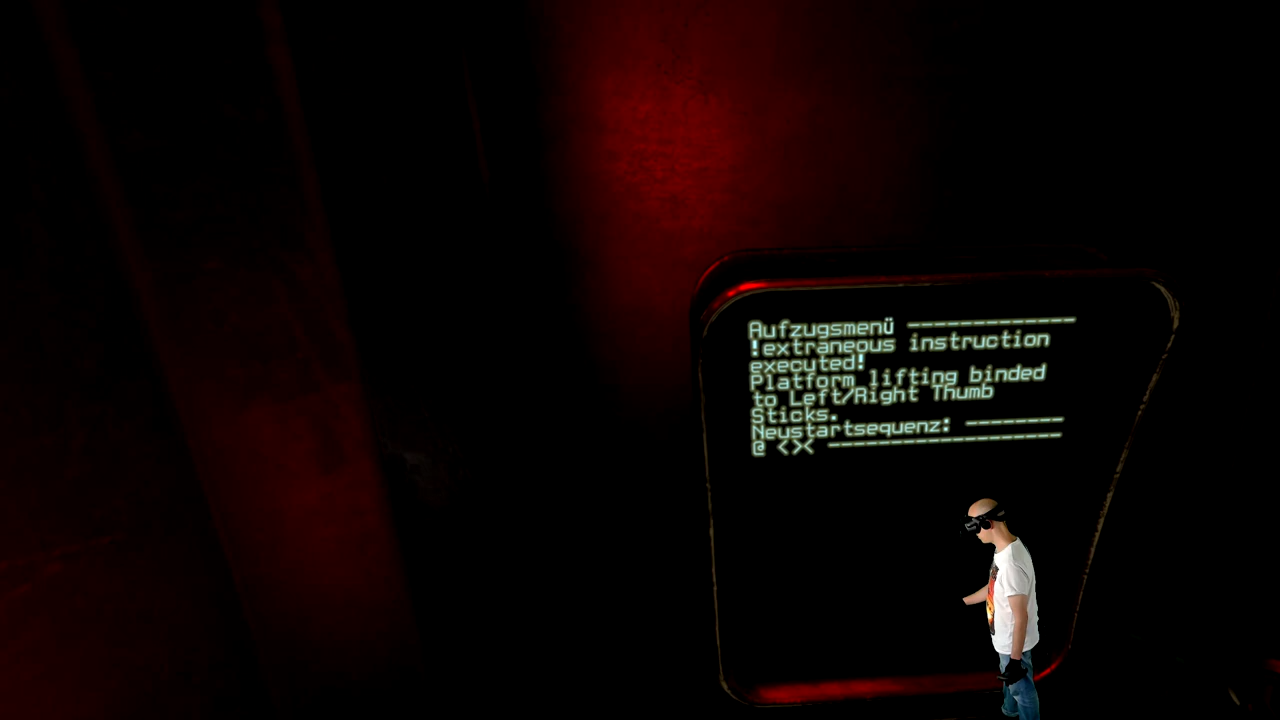 Aufzugsmenü -------------
!extraneous instruction
executed!
Platform lifting binded
to Left/Right Thumb
Sticks.
Neustartsequenz: --------
@ <>< -------------------